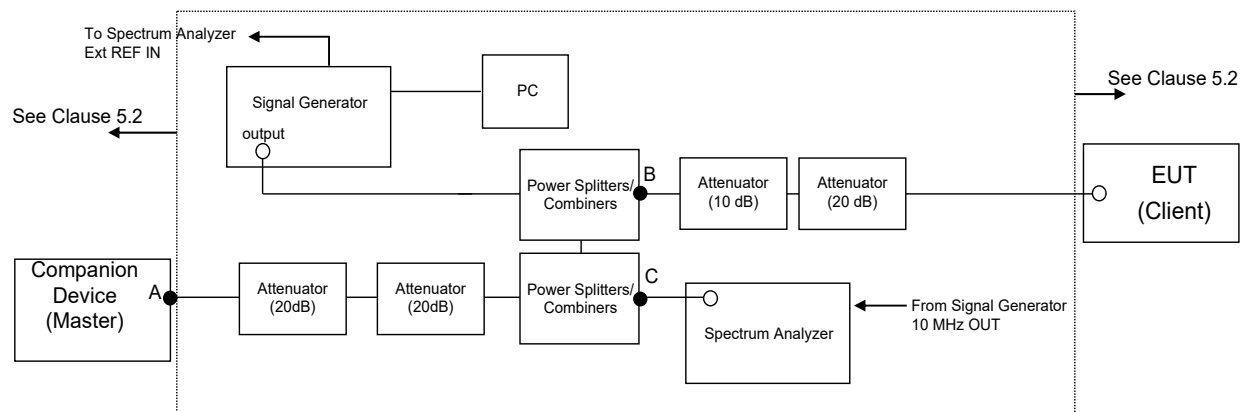 To Spectrum Analyzer
Ext REF IN
See Clause 5.2
Signal Generator
output
PC
See Clause 5.2
Power Splitters/
Combiners
B
Attenuator
(10 dB)
Attenuator
(20 dB)
EUT
(Client)
Companion
Device
(Master)
A
Attenuator
(20dB)
Attenuator
(20dB)
Power Splitters/
Combiners
C
Spectrum Analyzer
From Signal Generator
10 MHz OUT